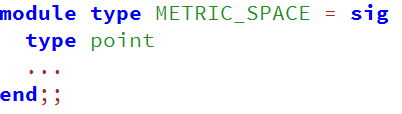 module type METRIC_SPACE = sig
  type point
  ...
end;;